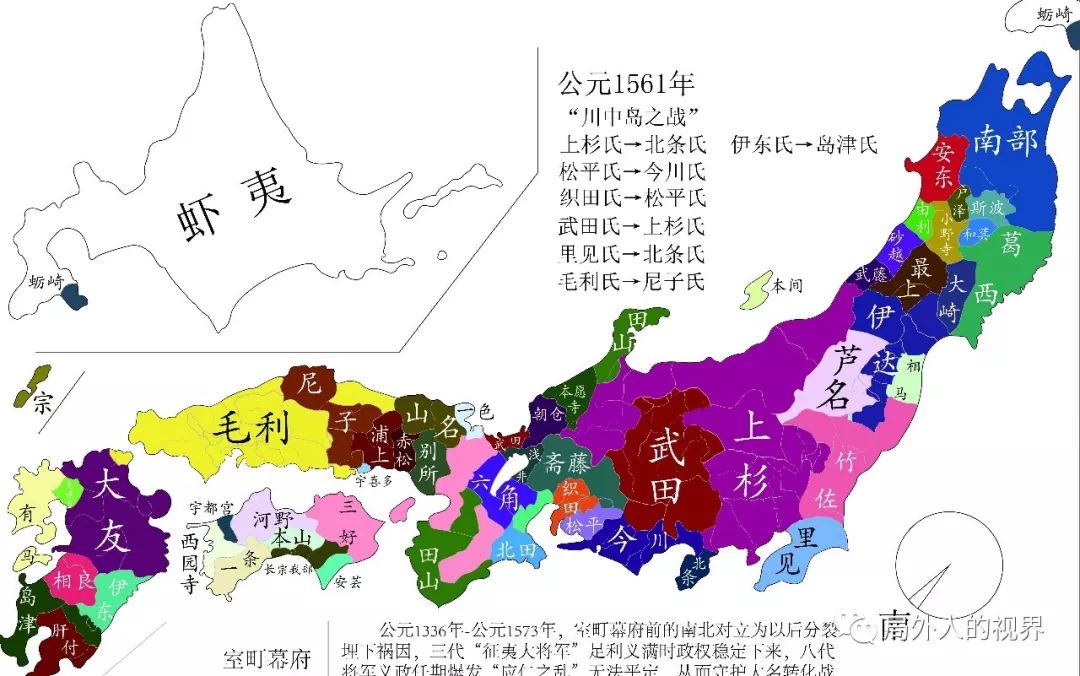 蛎崎
公元1561年
“川中岛之战”
上杉氏→北条氏 伊东氏→岛津氏
松平氏→今川氏
织田氏→松平氏
武田氏→上杉氏
里见氏→北条氏
毛利氏→尼子氏
虾夷
蛎崎
南部
安东
户泽
斯波
由利
小野寺
和贺
葛西
砂越
武藤
最上
大崎
本间
伊达
相马
芦名
田山
上杉
武田
竹佐
里见
本愿寺
朝仓
武田
浅井
斋藤
织田
松平
今川
北条
宗
尼子
毛利
山名
一色
浦上
赤松
别所
宇喜多
六角
北田
田山
大友
有马
相良
伊东
岛津
肝付
宇都宫
河野
三好
西园寺
本山
一条
长宗我部
安芸
南
局外人的视界
室町幕府
公元1336年-公元1573年，室町幕府前的南北对立为以后分裂
埋下祸因，三代“征夷大将军”足利义满时政权稳定下来，八代
将军义政任期爆发“应仁之乱”无法平定，从而守护大名转化战